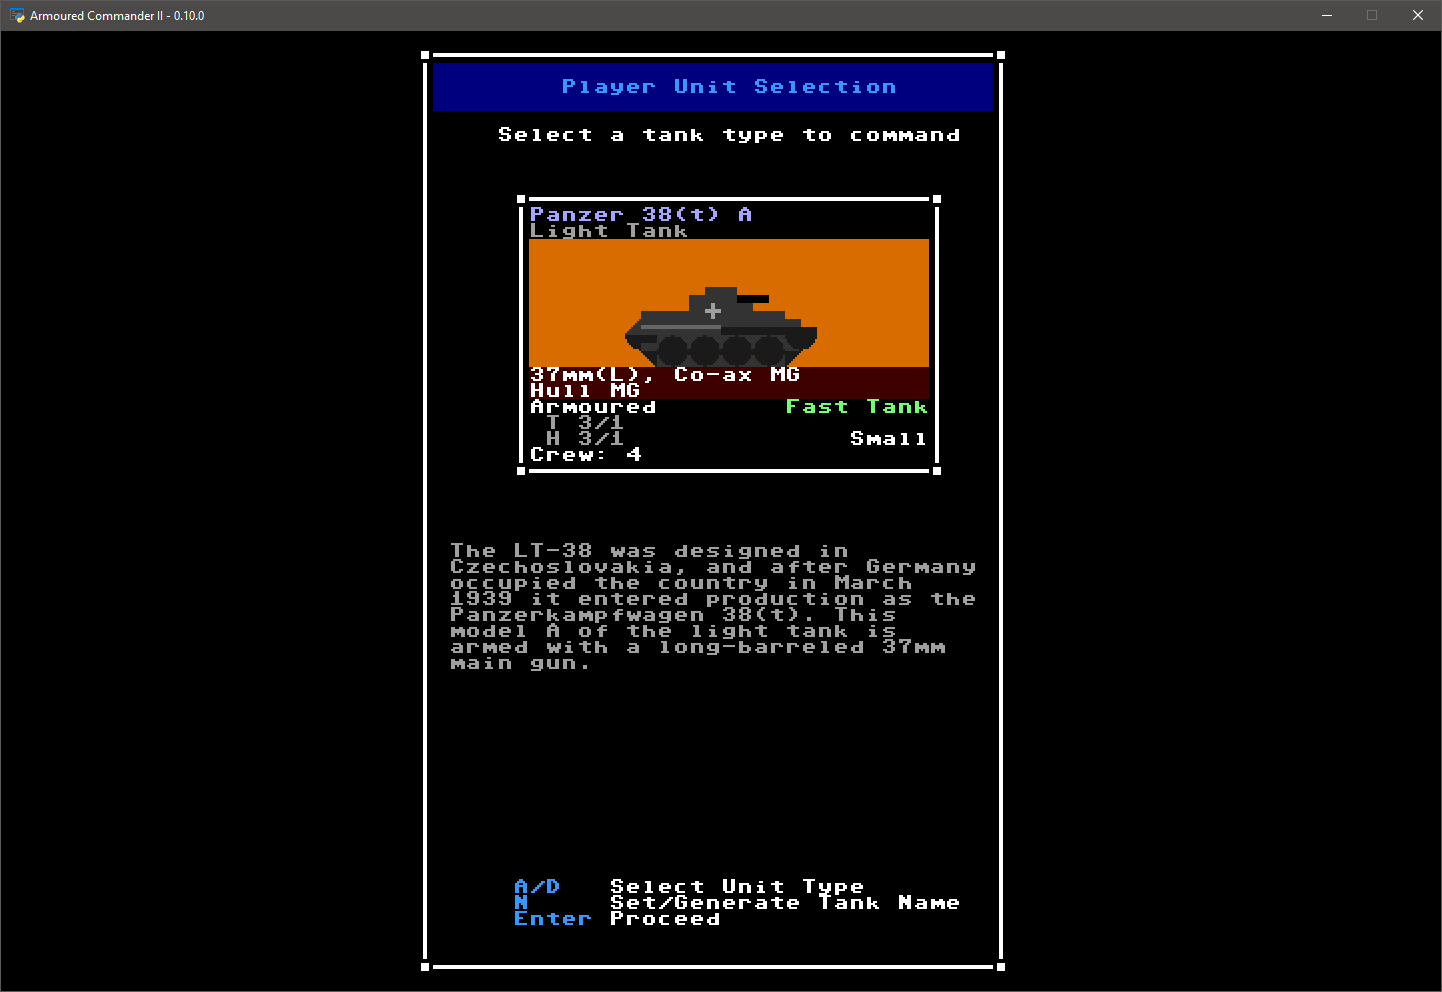 Armoured Commander II - 0.10.0
Player Unit Selection
Select a tank type to command
Panzer 38(t) A
Light Tank
37mm(L), Co-ax MG
Hull MG
Armoured Fast Tank
T 3/1
H 3/1 Small
Crew: 4
The LT-38 was designed in
Czechoslovakia, and after Germany
occupied the country in March
1939 it entered production as the
Panzerkampfwagen 38(t). This
model A of the light tank is
armed with a long-barreled 37mm
main gun.
A/D Select Unit Type
N Set/Generate Tank Name
Enter Proceed